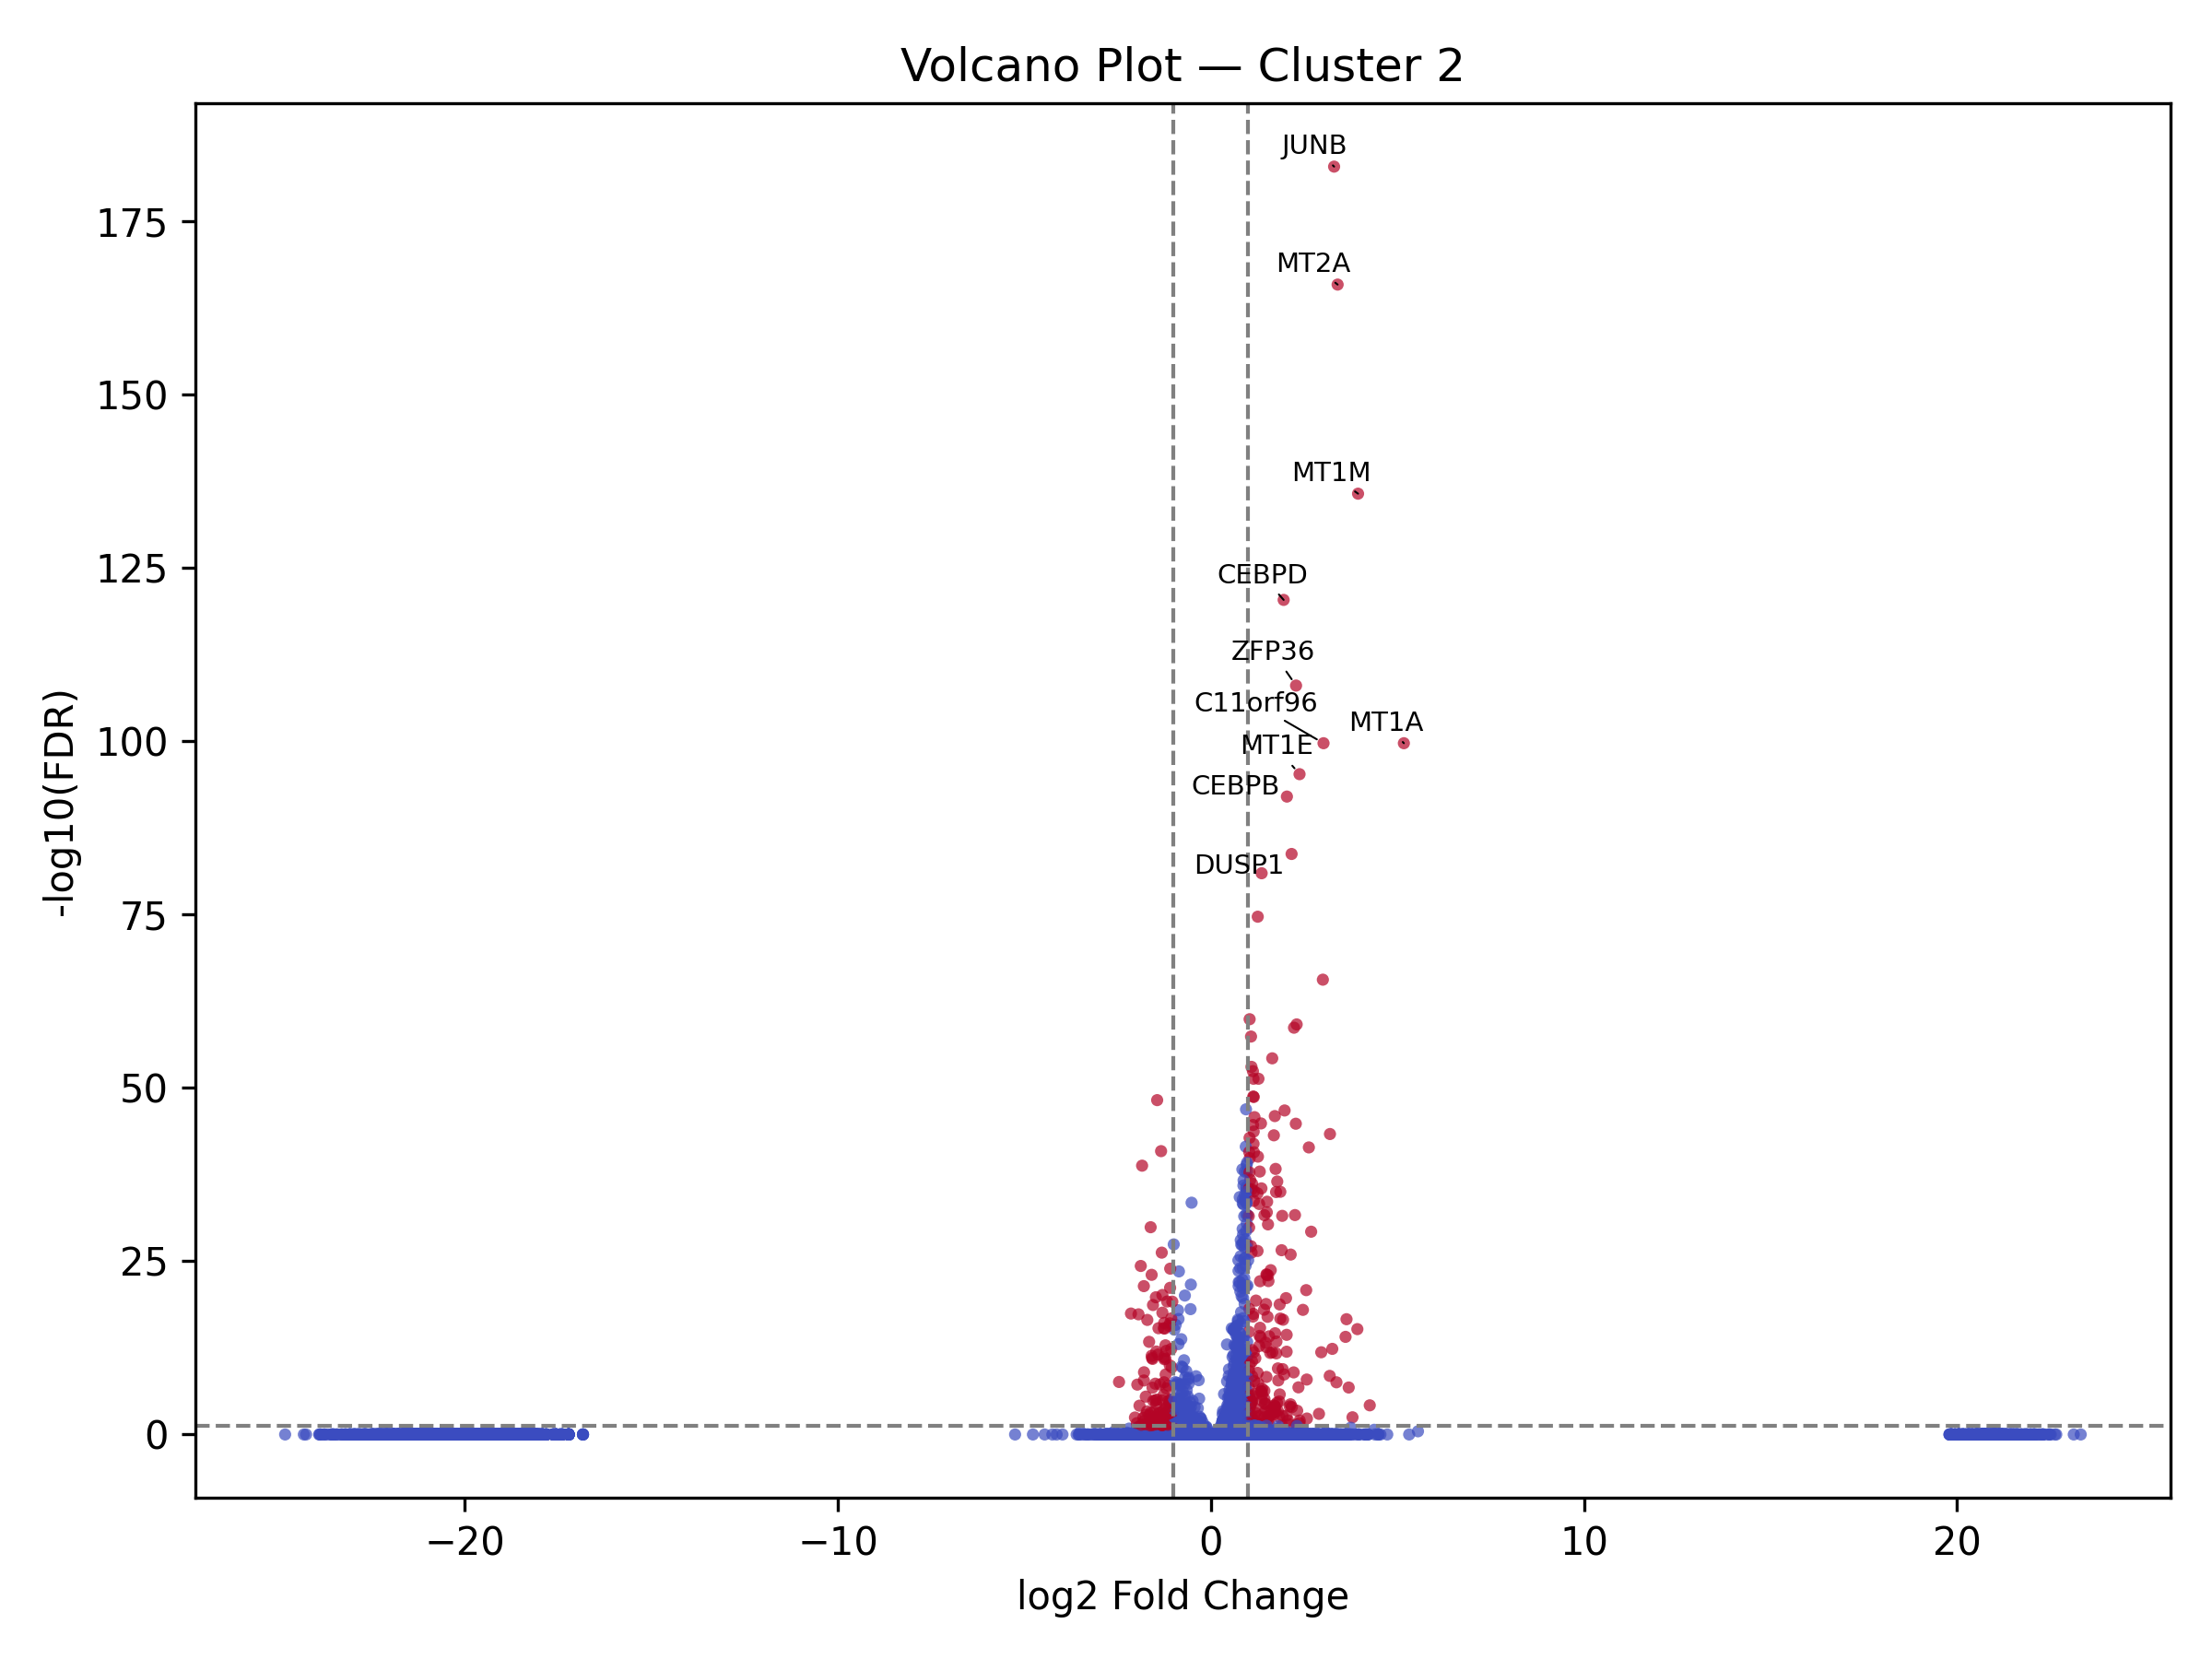 Volcano Plot — Cluster 2
JUNB
175
MT2A
150
MT1M
125
CEBPD
ZFP36
C11orf96
MT1A
100
MT1E
CEBPB
DUSP1
75
50
25
0
-log10(FDR)
−20
−10
0
10
20
log2 Fold Change